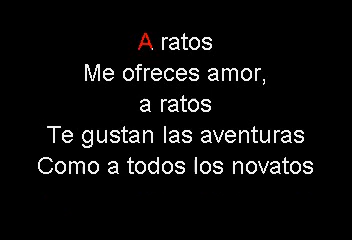 A ratos
Me ofreces amor,
a ratos
Te gustan las aventuras
Como a todos los novatos